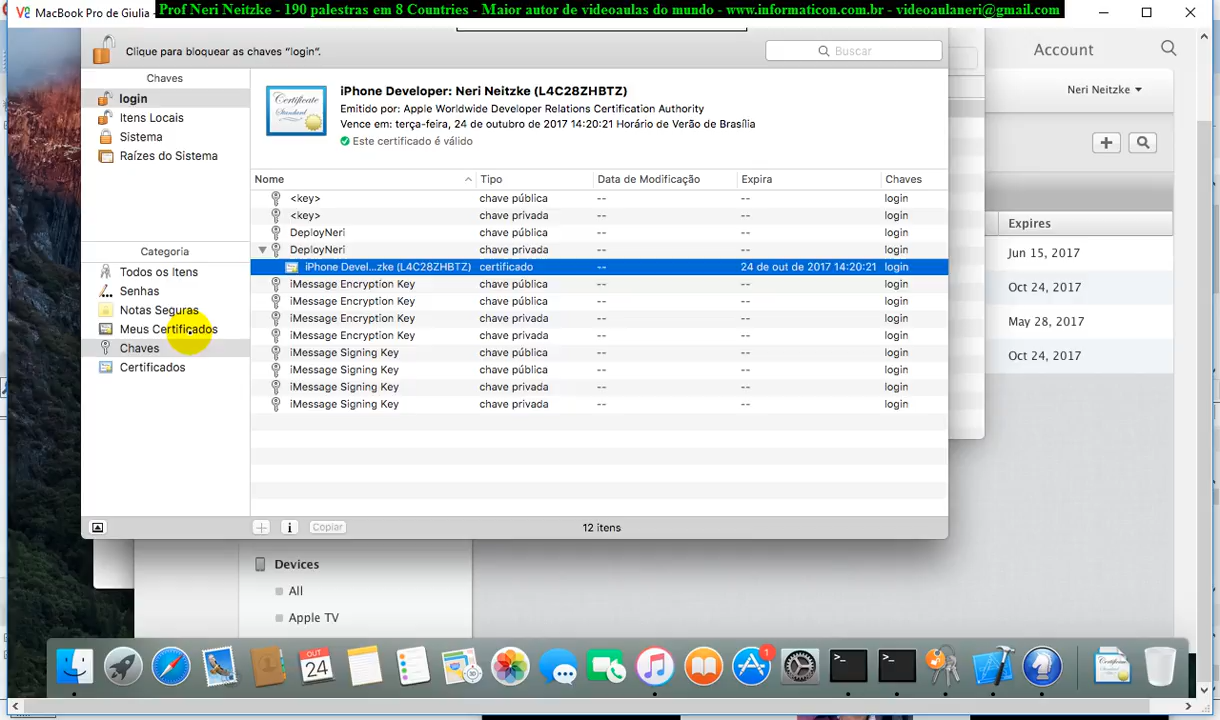 MacBook Pro de Giulia -
Prof Neri Neitzke - 190 palestras em 8 Countries - Maior autor de videoaulas do mundo - www.informaticon.com.br - videoaulaneri@gmail.com
Clique para bloquear as chaves "login".
Buscar
Account
Neri Neitzke
Chaves
login
Itens Locais
Sistema
Raízes do Sistema
Certificate
Standard
iPhone Developer: Neri Neitzke (L4C28ZHBTZ)
Emitido por: Apple Worldwide Developer Relations Certification Authority
Vence em: terça-feira, 24 de outubro de 2017 14:20:21 Horário de Verão de Brasília
Este certificado é válido
Nome Tipo Data de Modificação Expira Chaves
<key> chave pública -- -- login
<key> chave privada -- -- login
DeployNeri chave pública -- -- login
DeployNeri chave privada -- -- login
iPhone Devel...zke (L4C28ZHBTZ) certificado -- 24 de out de 2017 14:20:21 login
iMessage Encryption Key chave pública -- -- login
iMessage Encryption Key chave pública -- -- login
iMessage Encryption Key chave privada -- -- login
iMessage Encryption Key chave privada -- -- login
iMessage Signing Key chave pública -- -- login
iMessage Signing Key chave pública -- -- login
iMessage Signing Key chave privada -- -- login
iMessage Signing Key chave privada -- -- login
Categoria
Todos os Itens
Senhas
Notas Seguras
Meus Certificados
Chaves
Certificados
Copiar
12 itens
Expires
Jun 15, 2017
Oct 24, 2017
May 28, 2017
Oct 24, 2017
Devices
All
Apple TV
OUT
24
1